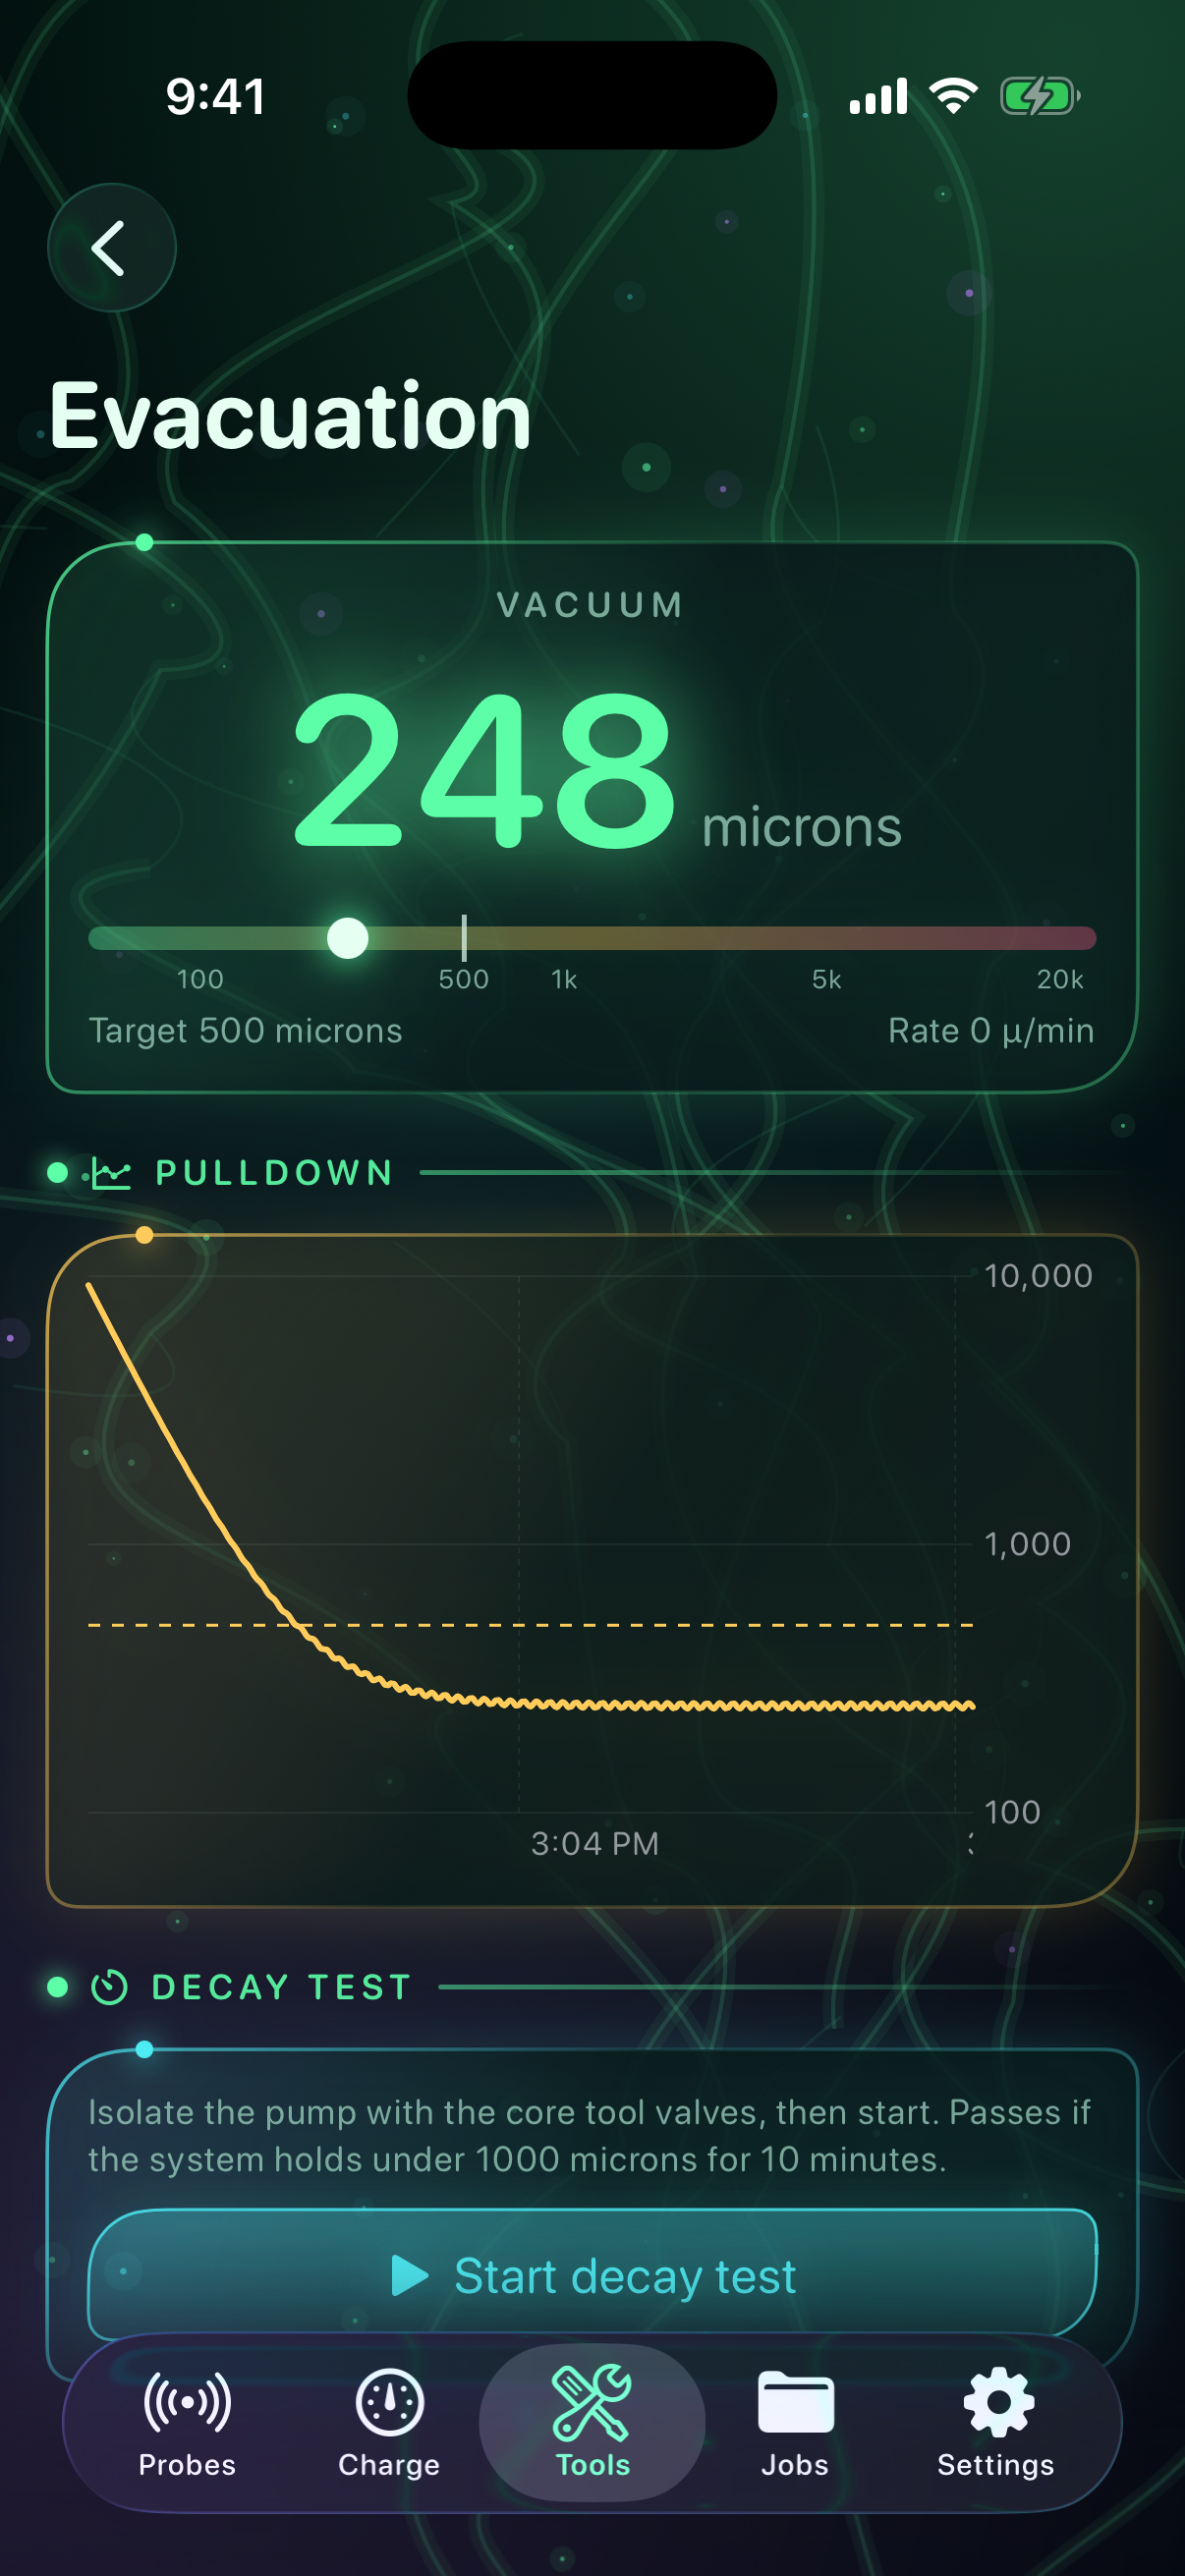 9:41
Evacuation
VACUUM
248 microns
100 500 1k 5k 20k
Target 500 microns Rate 0 µ/min
PULLDOWN
10,000
1,000
100
3:04 PM
DECAY TEST
Isolate the pump with the core tool valves, then start. Passes if
the system holds under 1000 microns for 10 minutes.
Start decay test
Probes Charge Tools Jobs Settings